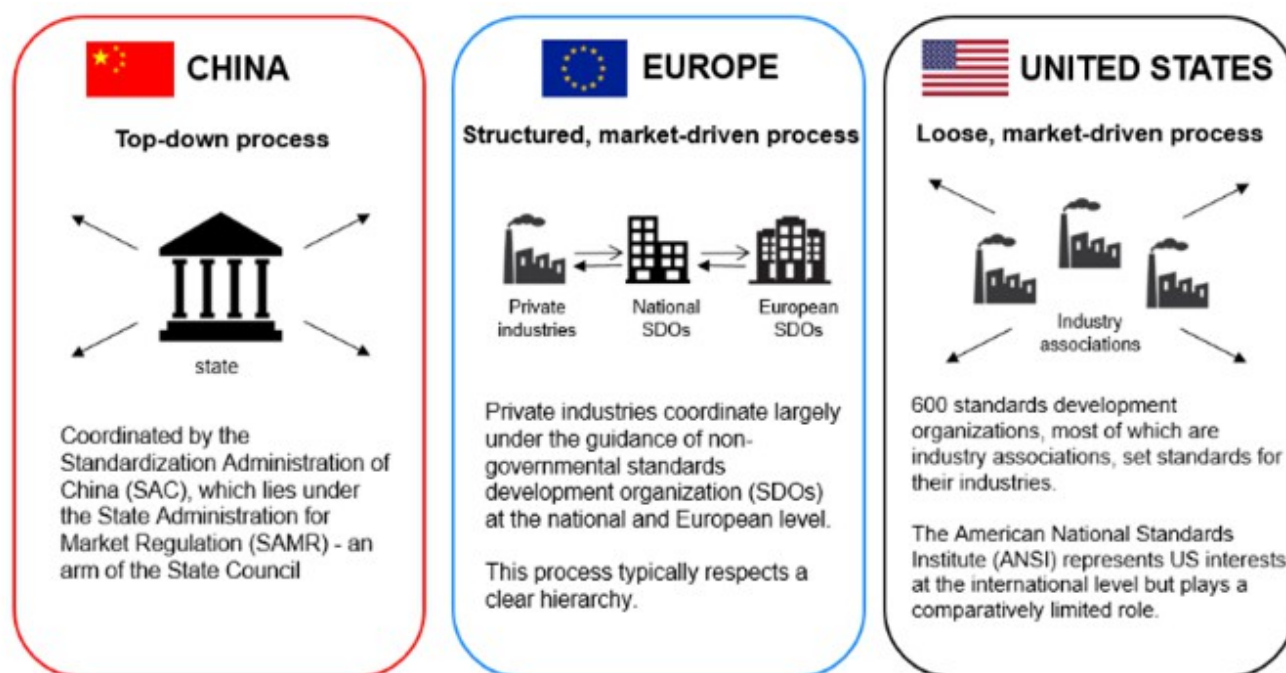 CHINA
Top-down process
state
Coordinated by the
Standardization Administration of
China (SAC), which lies under
the State Administration for
Market Regulation (SAMR) - an
arm of the State Council
EUROPE
Structured, market-driven process
Private
industries
National
SDOs
European
SDOs
Private industries coordinate largely
under the guidance of non-
governmental standards
development organization (SDOs)
at the national and European level.
This process typically respects a
clear hierarchy.
UNITED STATES
Loose, market-driven process
Industry
associations
600 standards development
organizations, most of which are
industry associations, set standards for
their industries.
The American National Standards
Institute (ANSI) represents US interests
at the international level but plays a
comparatively limited role.